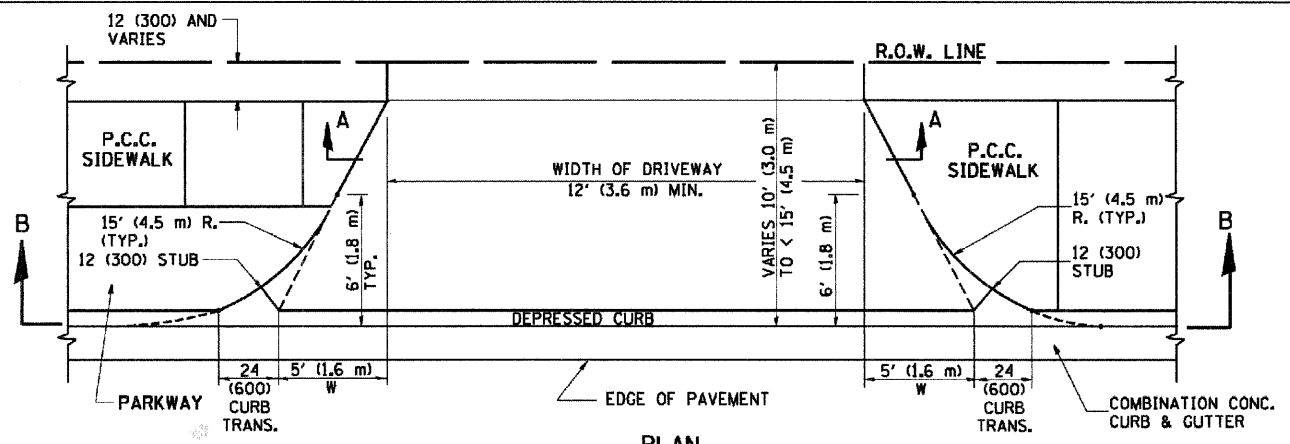 12 (300) AND
VARIES
R.O.W. LINE
A
A
P.C.C.
SIDEWALK
P.C.C.
SIDEWALK
WIDTH OF DRIVEWAY
12' (3.6 m) MIN.
VARIES 10' (3.0 m)
TO < 15' (4.5 m)
B
B
15' (4.5 m) R.
(TYP.)
15' (4.5 m)
R. (TYP.)
12 (300) STUB
12 (300)
STUB
6' (1.8 m)
TYP.
6' (1.8 m)
DEPRESSED CURB
24
(600)
CURB
TRANS.
5' (1.6 m)
W
5' (1.6 m)
W
24
(600)
CURB
TRANS.
PARKWAY
EDGE OF PAVEMENT
COMBINATION CONC.
CURB & GUTTER
PLAN